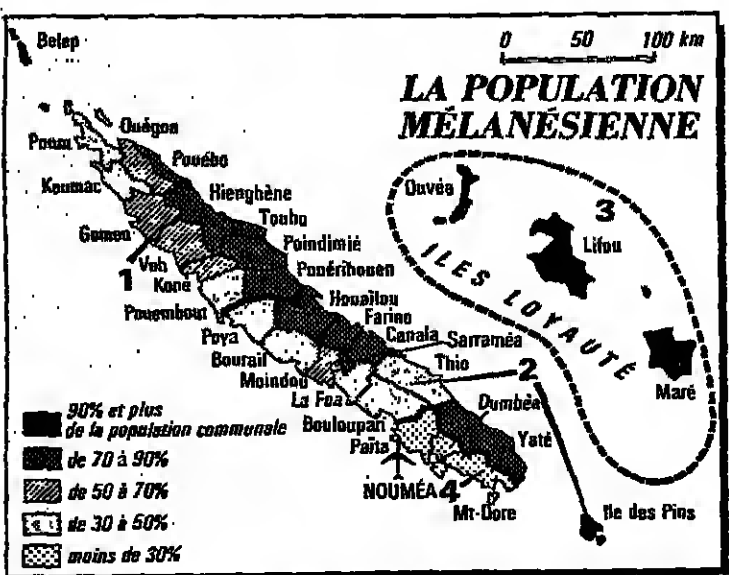 Belep
0 50 100 km
LA POPULATION
MÉLANÉSIENNE
Ouégoa
Poum
Pouébo
Koumac
Hienghène
Ouvéa
3
Touho
Lifou
Gomen
Poindimié
1
Voh
Ponérihouen
Koné
ILES LOYAUTÉ
Houaïlou
Pouembout
Farino
Poya
Canala
Sarraméa
Bourail
Thio
2
Moindou
Maré
La Foa
Dumbéa
90% et plus
de la population communale
Bouloupari
Païta
Yaté
de 70 à 90%
de 50 à 70%
NOUMÉA
4
Mt-Dore
Ile des Pins
de 30 à 50%
moins de 30%